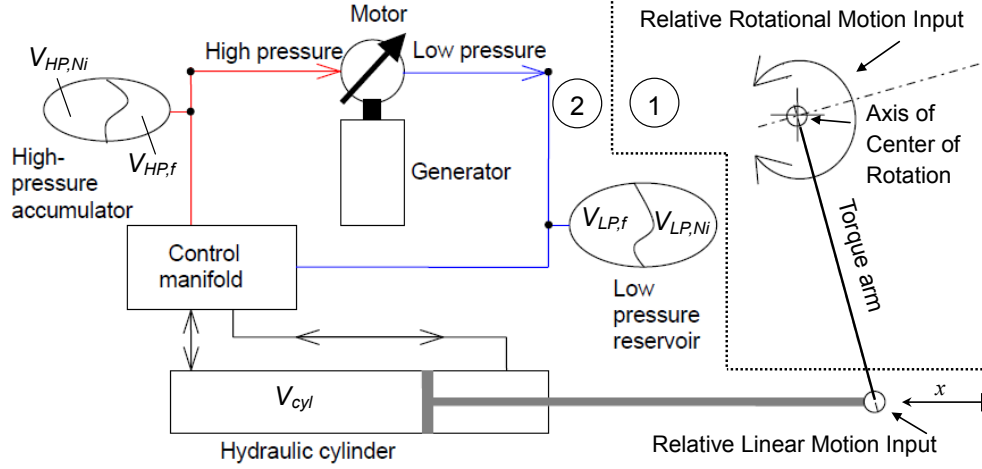 Motor
Relative Rotational Motion Input
High pressure
Low pressure
V_HP,Ni
V_HP,f
2
1
Axis of
Center of
Rotation
High-
pressure
accumulator
Generator
V_LP,f
V_LP,Ni
Torque arm
Control
manifold
Low
pressure
reservoir
x
V_cyl
Hydraulic cylinder
Relative Linear Motion Input